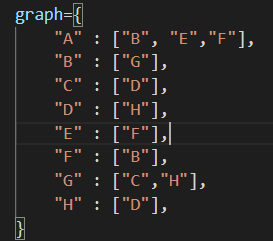 graph={
"A" : ["B", "E","F"],
"B" : ["G"],
"C" : ["D"],
"D" : ["H"],
"E" : ["F"],
"F" : ["B"],
"G" : ["C","H"],
"H" : ["D"],
}